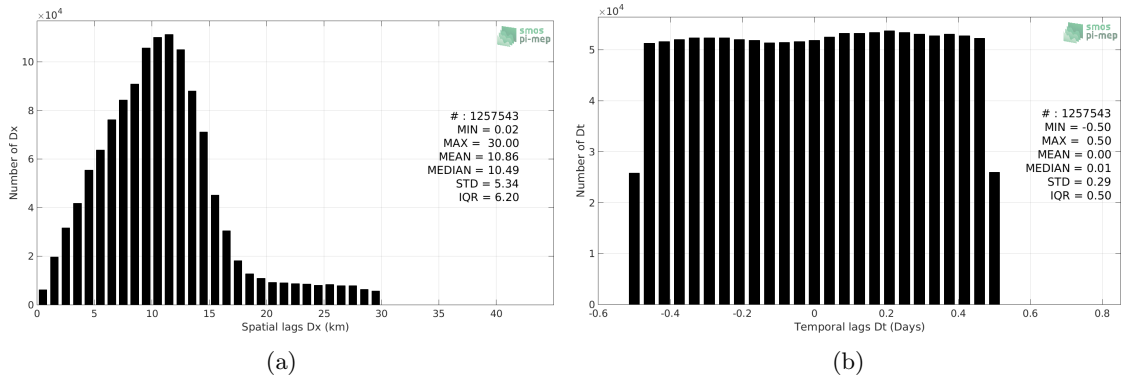 ×10⁴
smos
pi-mep
10
8
6
4
2
0
Number of Dx
# : 1257543
MIN = 0.02
MAX = 30.00
MEAN = 10.86
MEDIAN = 10.49
STD = 5.34
IQR = 6.20
0 5 10 15 20 25 30 35 40
Spatial lags Dx (km)
(a)
×10⁴
smos
pi-mep
5
4
3
2
1
0
Number of Dt
# : 1257543
MIN = -0.50
MAX = 0.50
MEAN = 0.00
MEDIAN = 0.01
STD = 0.29
IQR = 0.50
-0.6 -0.4 -0.2 0 0.2 0.4 0.6 0.8
Temporal lags Dt (Days)
(b)